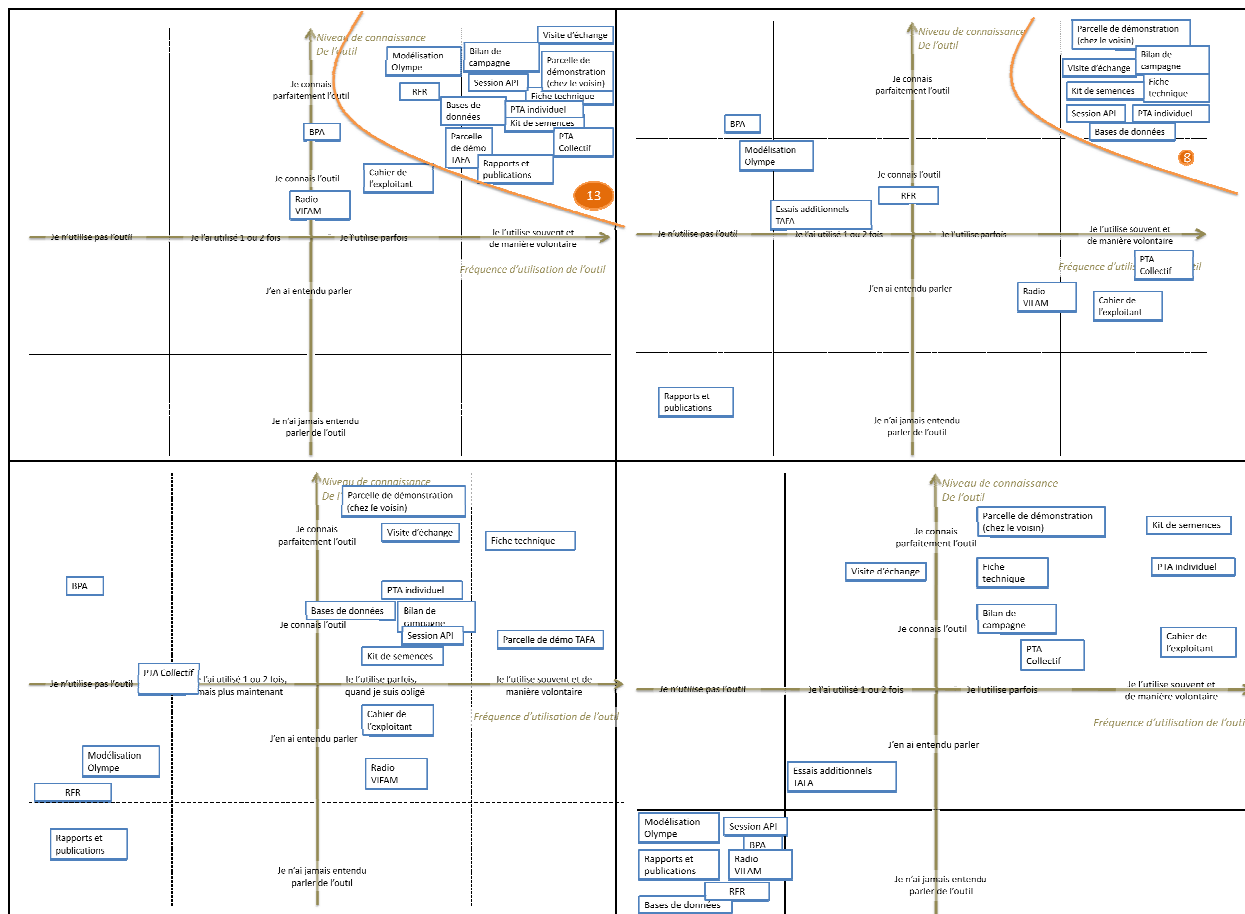 Niveau de connaissance
De l'outil
Visite d'échange
Modélisation
Olympe
Bilan de
campagne
Parcelle de
démonstration
(chez le voisin)
Je connais
parfaitement l'outil
RFR
Session API
Fiche technique
Bases de
données
PTA individuel
Kit de semences
BPA
Parcelle
de démo
TAFA
PTA
Collectif
Rapports et
publications
Je connais l'outil
Cahier de
l'exploitant
13
Radio
VIFAM
Je n'utilise pas l'outil
Je l'ai utilisé 1 ou 2 fois
Je l'utilise parfois
Je l'utilise souvent et
de manière volontaire
Fréquence d'utilisation de l'outil
J'en ai entendu parler
Je n'ai jamais entendu
parler de l'outil
Niveau de connaissance
De l'outil
Parcelle de démonstration
(chez le voisin)
Bilan de
campagne
Visite d'échange
Je connais
parfaitement l'outil
Kit de semences
Fiche
technique
Session API
PTA individuel
BPA
Bases de données
Modélisation
Olympe
8
Je connais l'outil
RFR
Essais additionnels
TAFA
Je n'utilise pas l'outil
Je l'ai utilisé 1 ou 2 fois
Je l'utilise parfois
Je l'utilise souvent et
de manière volontaire
Fréquence d'utilisation de l'outil
PTA
Collectif
J'en ai entendu parler
Radio
VIFAM
Cahier de
l'exploitant
Rapports et
publications
Je n'ai jamais entendu
parler de l'outil
Niveau de connaissance
De l'outil
Parcelle de démonstration
(chez le voisin)
Je connais
parfaitement l'outil
Visite d'échange
Fiche technique
BPA
PTA individuel
Bases de données
Bilan de
campagne
Je connais l'outil
Session API
Parcelle de démo TAFA
Kit de semences
PTA Collectif
Je n'utilise pas l'outil
Je l'ai utilisé 1 ou 2 fois,
mais plus maintenant
Je l'utilise parfois,
quand je suis obligé
Je l'utilise souvent et de
manière volontaire
Cahier de
l'exploitant
Fréquence d'utilisation de l'outil
J'en ai entendu parler
Modélisation
Olympe
Radio
VIFAM
RFR
Rapports et
publications
Je n'ai jamais entendu
parler de l'outil
Niveau de connaissance
De l'outil
Parcelle de démonstration
(chez le voisin)
Kit de semences
Je connais
parfaitement l'outil
Visite d'échange
Fiche
technique
PTA individuel
Bilan de
campagne
Je connais l'outil
Cahier de
l'exploitant
PTA
Collectif
Je n'utilise pas l'outil
Je l'ai utilisé 1 ou 2 fois
Je l'utilise parfois
Je l'utilise souvent et
de manière volontaire
Fréquence d'utilisation de l'outil
J'en ai entendu parler
Essais additionnels
TAFA
Modélisation
Olympe
Session API
BPA
Rapports et
publications
Radio
VIFAM
RFR
Bases de données
Je n'ai jamais entendu
parler de l'outil